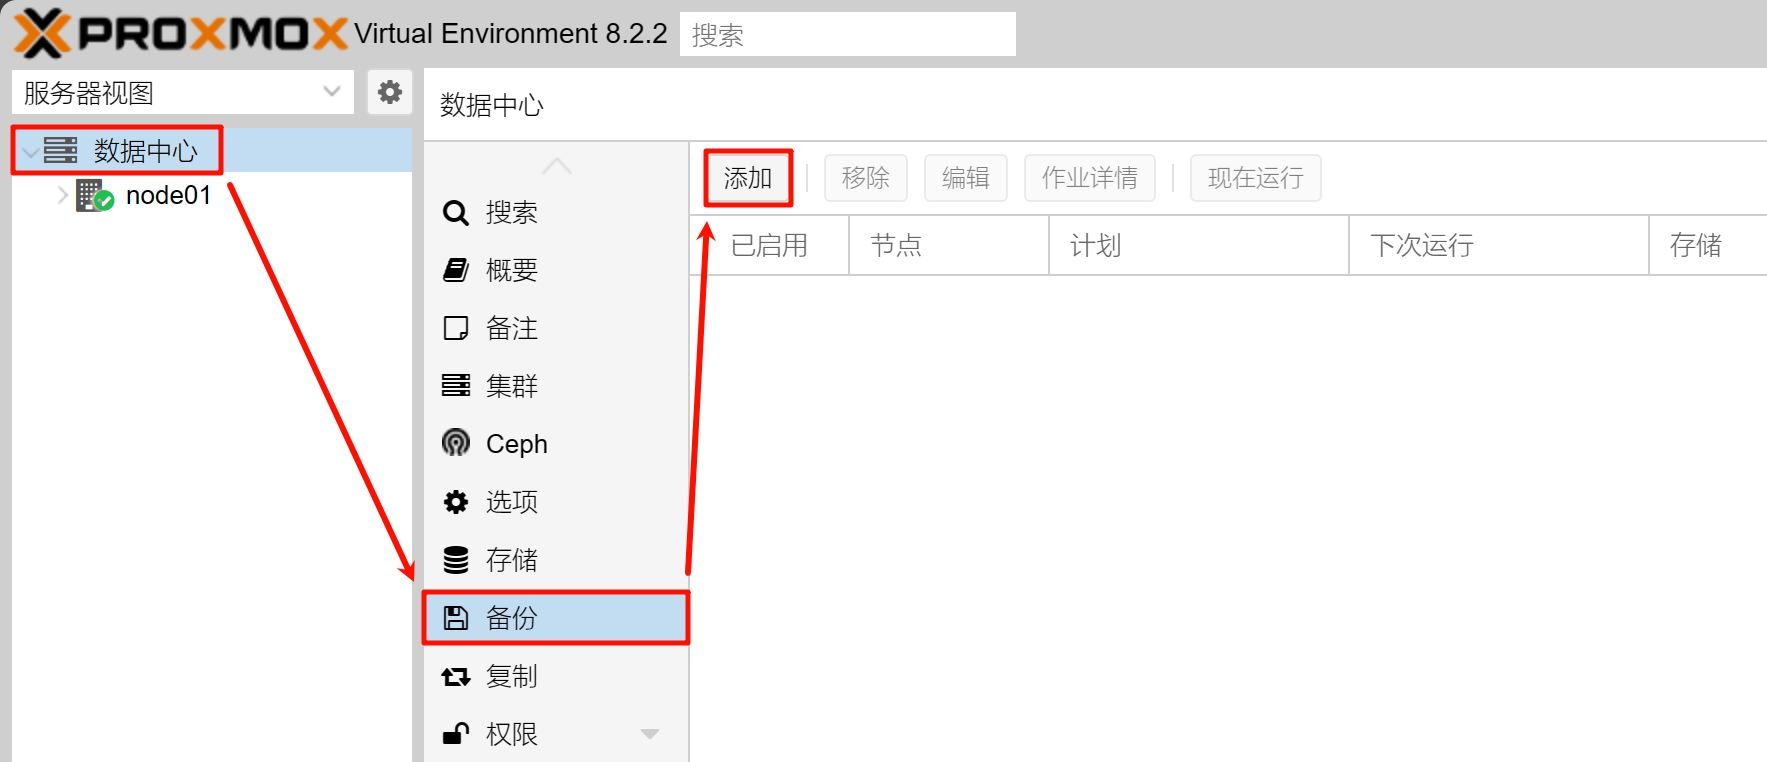 PROXMOX Virtual Environment 8.2.2 搜索
服务器视图
数据中心
node01
数据中心
搜索
概要
备注
集群
Ceph
选项
存储
备份
复制
权限
添加 移除 编辑 作业详情 现在运行
已启用 节点 计划 下次运行 存储